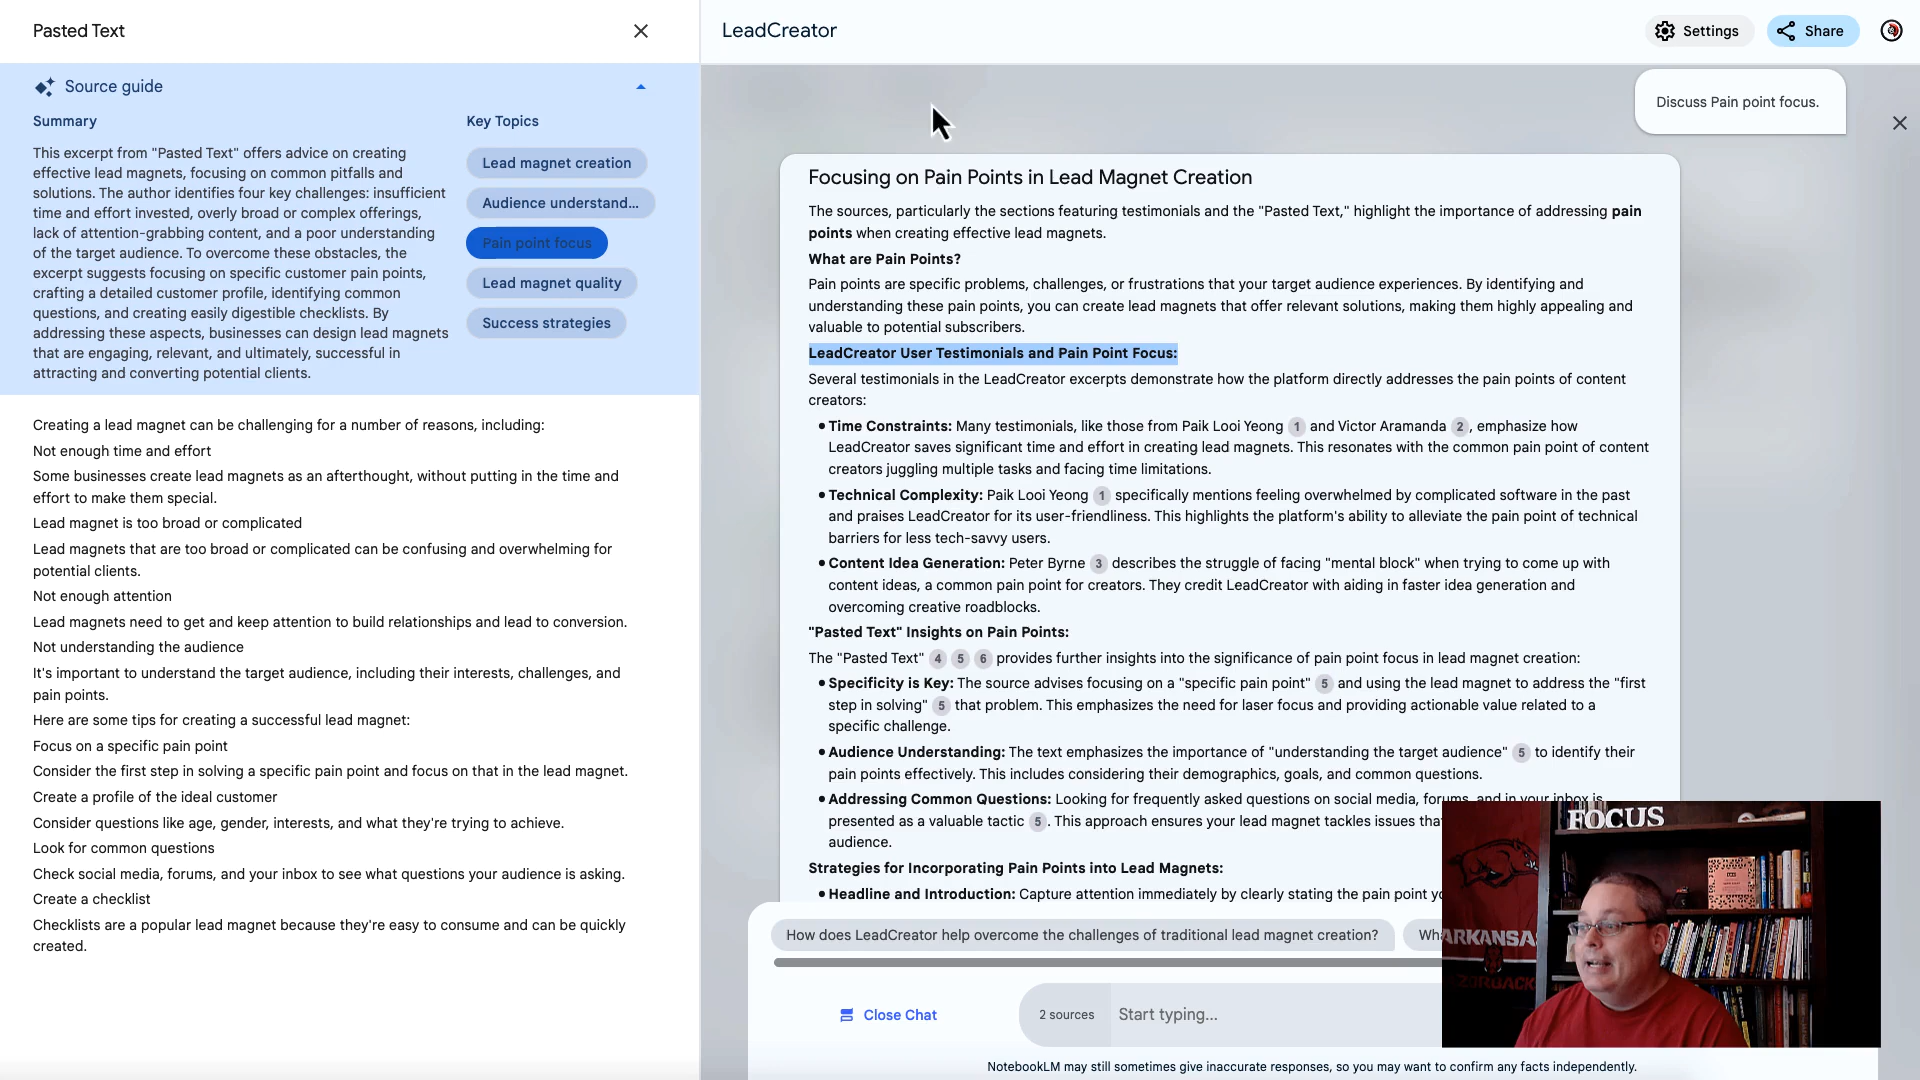 Pasted Text
Source guide
Summary
This excerpt from "Pasted Text" offers advice on creating
effective lead magnets, focusing on common pitfalls and
solutions. The author identifies four key challenges: insufficient
time and effort invested, overly broad or complex offerings,
lack of attention-grabbing content, and a poor understanding
of the target audience. To overcome these obstacles, the
excerpt suggests focusing on specific customer pain points,
crafting a detailed customer profile, identifying common
questions, and creating easily digestible checklists. By
addressing these aspects, businesses can design lead magnets
that are engaging, relevant, and ultimately, successful in
attracting and converting potential clients.
Key Topics
Lead magnet creation
Audience understand...
Pain point focus
Lead magnet quality
Success strategies
Creating a lead magnet can be challenging for a number of reasons, including:
Not enough time and effort
Some businesses create lead magnets as an afterthought, without putting in the time and
effort to make them special.
Lead magnet is too broad or complicated
Lead magnets that are too broad or complicated can be confusing and overwhelming for
potential clients.
Not enough attention
Lead magnets need to get and keep attention to build relationships and lead to conversion.
Not understanding the audience
It's important to understand the target audience, including their interests, challenges, and
pain points.
Here are some tips for creating a successful lead magnet:
Focus on a specific pain point
Consider the first step in solving a specific pain point and focus on that in the lead magnet.
Create a profile of the ideal customer
Consider questions like age, gender, interests, and what they're trying to achieve.
Look for common questions
Check social media, forums, and your inbox to see what questions your audience is asking.
Create a checklist
Checklists are a popular lead magnet because they're easy to consume and can be quickly
created.
LeadCreator
Settings
Share
Discuss Pain point focus.
Focusing on Pain Points in Lead Magnet Creation
The sources, particularly the sections featuring testimonials and the "Pasted Text," highlight the importance of addressing pain
points when creating effective lead magnets.
What are Pain Points?
Pain points are specific problems, challenges, or frustrations that your target audience experiences. By identifying and
understanding these pain points, you can create lead magnets that offer relevant solutions, making them highly appealing and
valuable to potential subscribers.
LeadCreator User Testimonials and Pain Point Focus:
Several testimonials in the LeadCreator excerpts demonstrate how the platform directly addresses the pain points of content
creators:
• Time Constraints: Many testimonials, like those from Paik Looi Yeong 1 and Victor Aramanda 2, emphasize how
LeadCreator saves significant time and effort in creating lead magnets. This resonates with the common pain point of content
creators juggling multiple tasks and facing time limitations.
• Technical Complexity: Paik Looi Yeong 1 specifically mentions feeling overwhelmed by complicated software in the past
and praises LeadCreator for its user-friendliness. This highlights the platform's ability to alleviate the pain point of technical
barriers for less tech-savvy users.
• Content Idea Generation: Peter Byrne 3 describes the struggle of facing "mental block" when trying to come up with
content ideas, a common pain point for creators. They credit LeadCreator with aiding in faster idea generation and
overcoming creative roadblocks.
"Pasted Text" Insights on Pain Points:
The "Pasted Text" 4 5 6 provides further insights into the significance of pain point focus in lead magnet creation:
• Specificity is Key: The source advises focusing on a "specific pain point" 5 and using the lead magnet to address the "first
step in solving" 5 that problem. This emphasizes the need for laser focus and providing actionable value related to a
specific challenge.
• Audience Understanding: The text emphasizes the importance of "understanding the target audience" 5 to identify their
pain points effectively. This includes considering their demographics, goals, and common questions.
• Addressing Common Questions: Looking for frequently asked questions on social media, forums, and in your inbox is
presented as a valuable tactic 5. This approach ensures your lead magnet tackles issues
audience.
Strategies for Incorporating Pain Points into Lead Magnets:
• Headline and Introduction: Capture attention immediately by clearly stating the pain point
How does LeadCreator help overcome the challenges of traditional lead magnet creation?
Close Chat
2 sources
Start typing...
NotebookLM may still sometimes give inaccurate responses, so you may want to confirm any facts independently.
FOCUS
ARKANSA